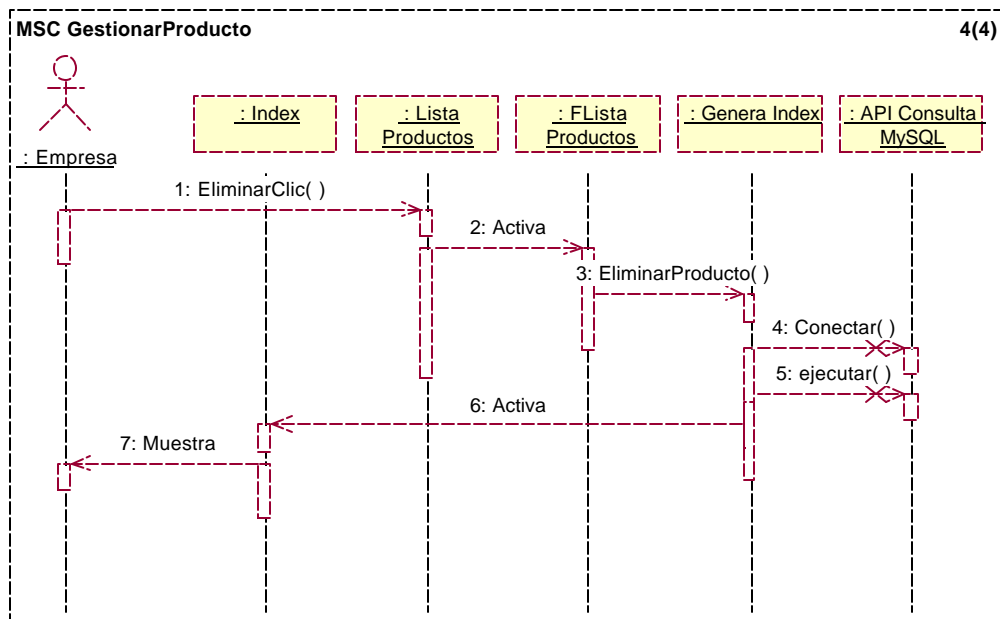 MSC GestionarProducto 4(4)
: Empresa
: Index
: Lista
Productos
: FLista
Productos
: Genera Index
: API Consulta
MySQL
1: EliminarClic( )
2: Activa
3: EliminarProducto( )
4: Conectar( )
5: ejecutar( )
6: Activa
7: Muestra